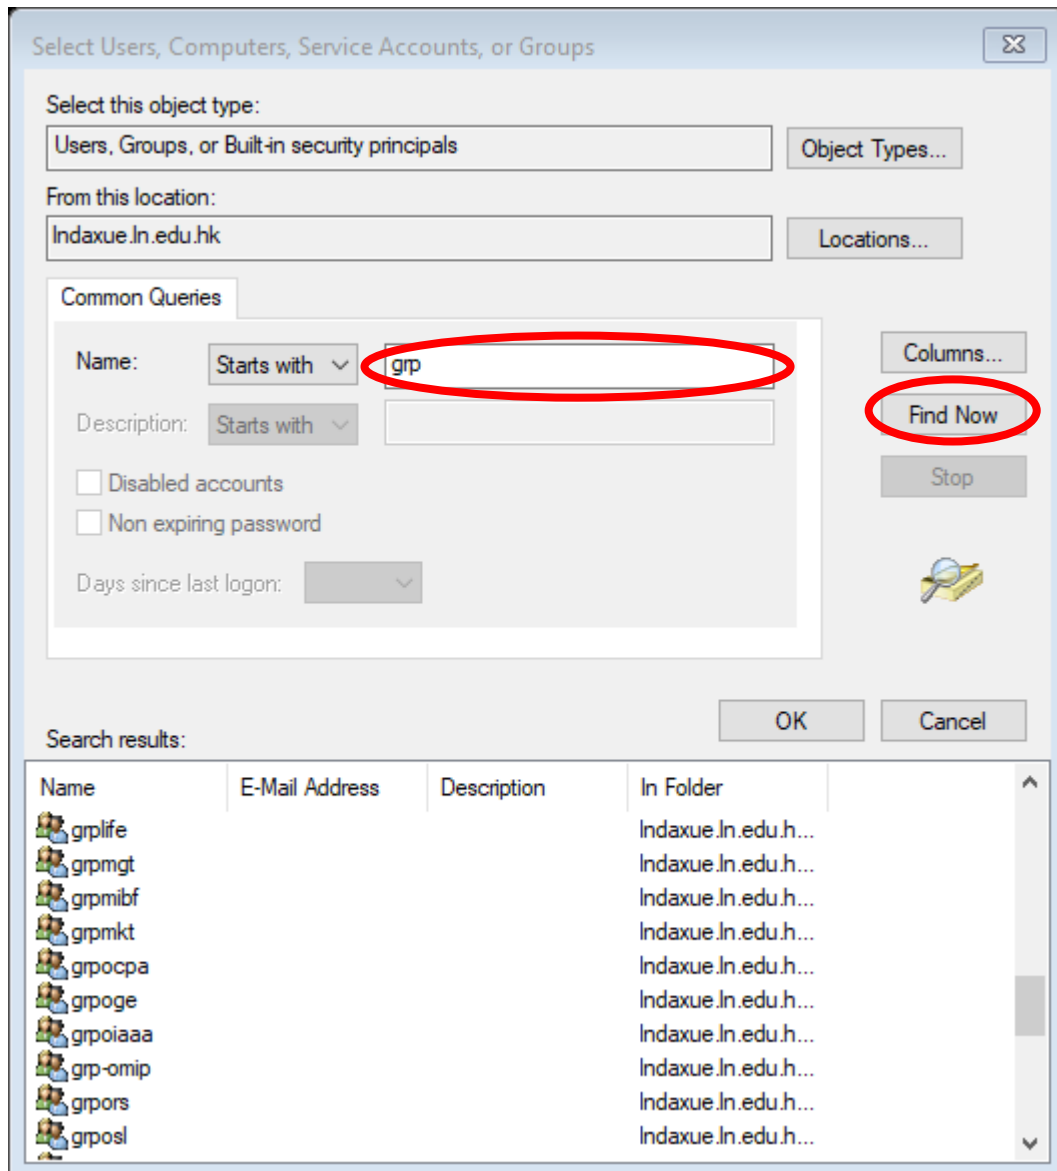 Select Users, Computers, Service Accounts, or Groups
Select this object type:
Users, Groups, or Built-in security principals
Object Types...
From this location:
lndaxue.ln.edu.hk
Locations...
Common Queries
Name:
Starts with
grp
Columns...
Description:
Starts with
Find Now
Disabled accounts
Stop
Non expiring password
Days since last logon:
OK
Cancel
Search results:
Name E-Mail Address Description In Folder
grplife lndaxue.ln.edu.h...
grpmgt lndaxue.ln.edu.h...
grpmibf lndaxue.ln.edu.h...
grpmkt lndaxue.ln.edu.h...
grpocpa lndaxue.ln.edu.h...
grpoge lndaxue.ln.edu.h...
grpoiaaa lndaxue.ln.edu.h...
grp-omip lndaxue.ln.edu.h...
grpors lndaxue.ln.edu.h...
grposl lndaxue.ln.edu.h...